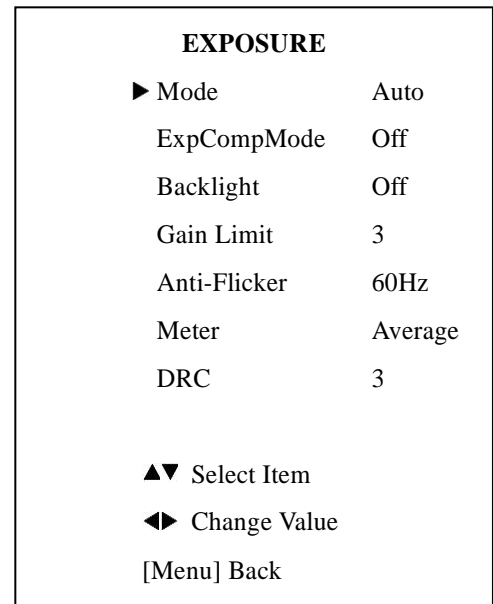 EXPOSURE
▶ Mode Auto
ExpCompMode Off
Backlight Off
Gain Limit 3
Anti-Flicker 60Hz
Meter Average
DRC 3
▲▼ Select Item
◀▶ Change Value
[Menu] Back